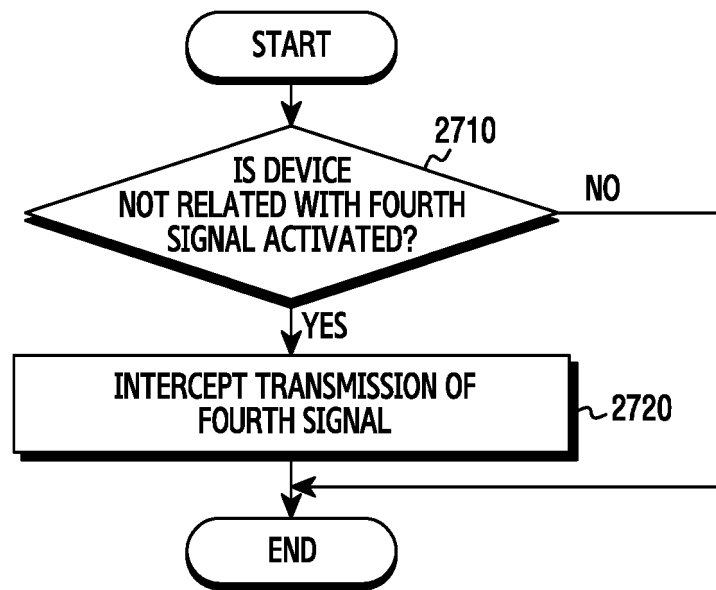 START
2710
IS DEVICE
NOT RELATED WITH FOURTH
SIGNAL ACTIVATED?
NO
YES
INTERCEPT TRANSMISSION OF
FOURTH SIGNAL
2720
END